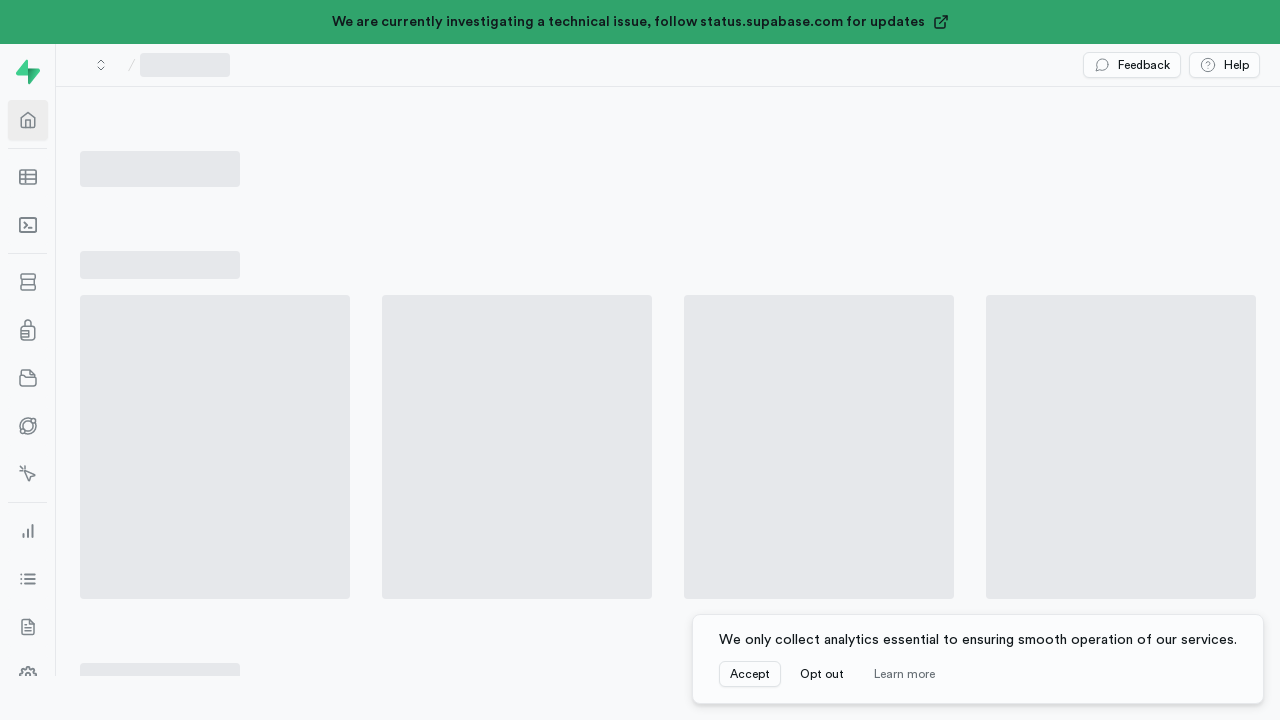 We are currently investigating a technical issue, follow status.supabase.com for updates
/
Feedback
Help
We only collect analytics essential to ensuring smooth operation of our services.
Accept
Opt out
Learn more